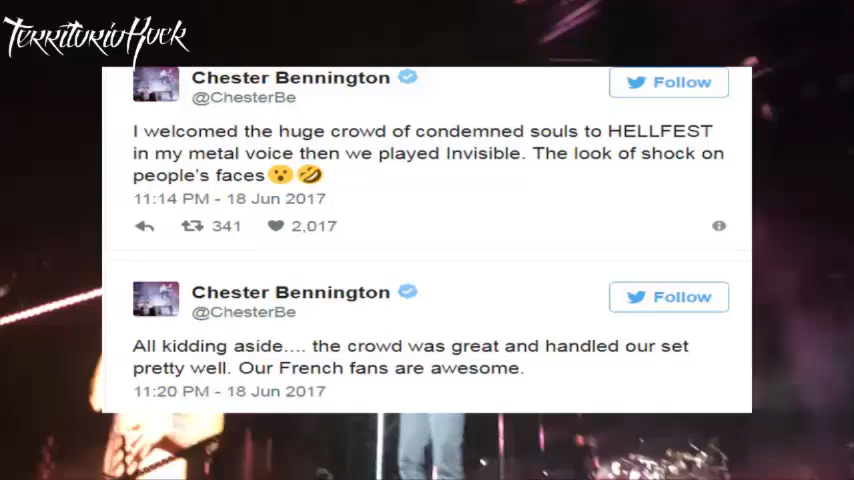 TerritorioRock
Chester Bennington
Follow
@ChesterBe
I welcomed the huge crowd of condemned souls to HELLFEST
in my metal voice then we played Invisible. The look of shock on
people's faces😮🤣
11:14 PM - 18 Jun 2017
341 2,017
Chester Bennington
Follow
@ChesterBe
All kidding aside.... the crowd was great and handled our set
pretty well. Our French fans are awesome.
11:20 PM - 18 Jun 2017